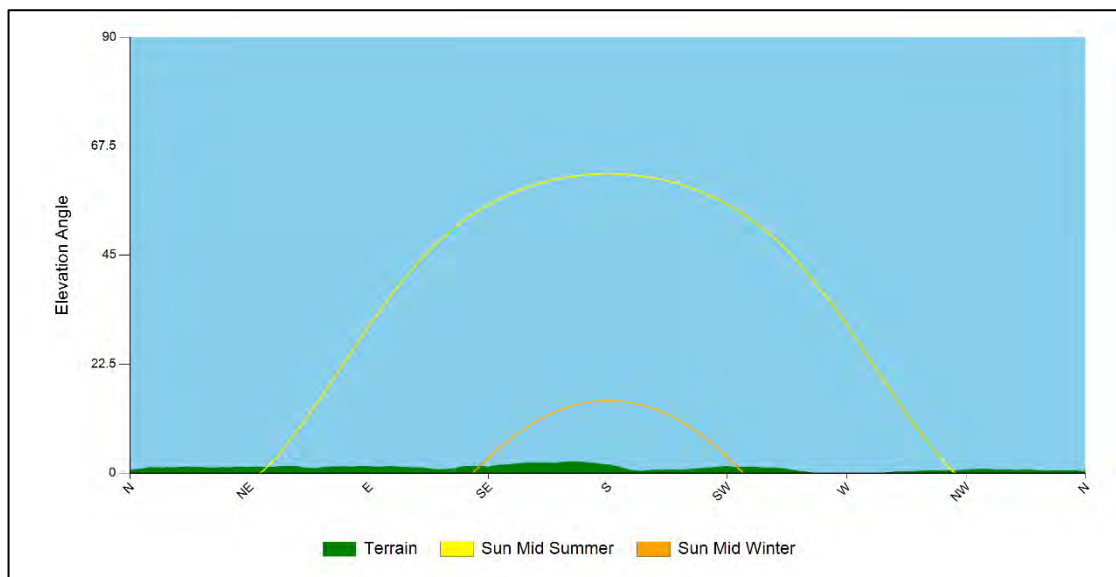 90
67.5
45
22.5
0
Elevation Angle
N
NE
E
SE
S
SW
W
NW
N
Terrain
Sun Mid Summer
Sun Mid Winter